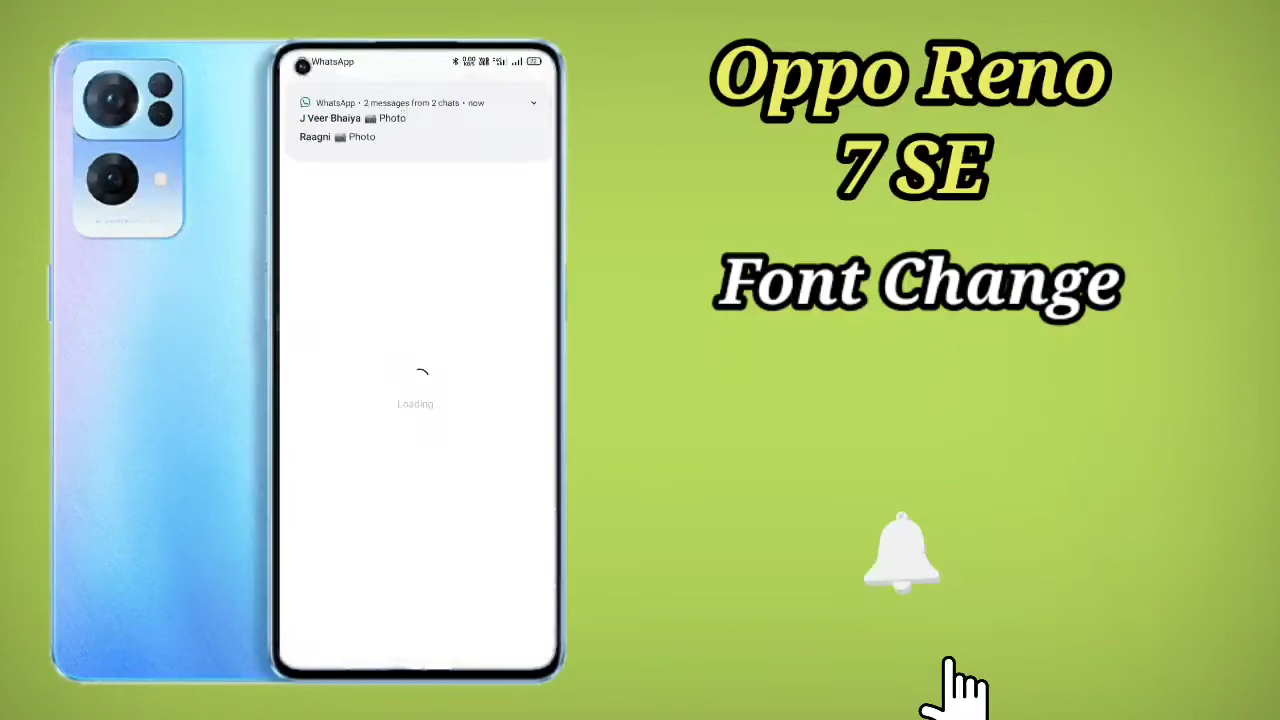 Oppo Reno
7 SE
Font Change
WhatsApp
WhatsApp • 2 messages from 2 chats • now
J Veer Bhaiya 📷 Photo
Raagni 📷 Photo
Loading